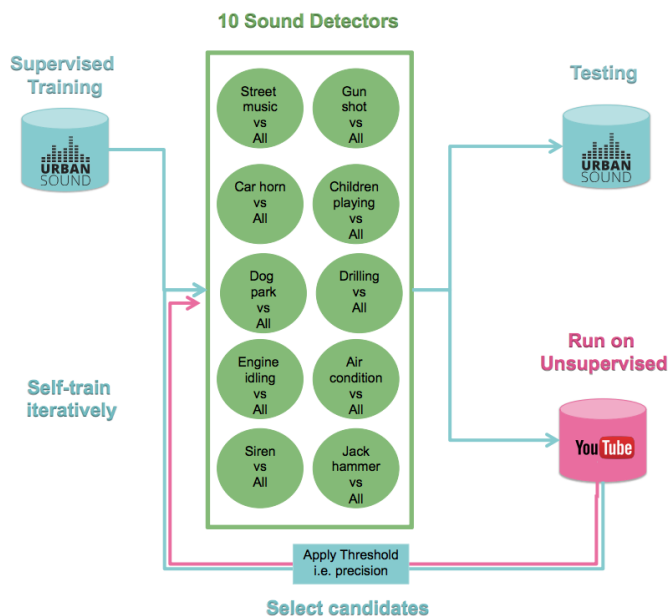 10 Sound Detectors
Supervised
Training
URBAN
SOUND
Street
music
vs
All
Gun
shot
vs
All
Car horn
vs
All
Children
playing
vs
All
Dog
park
vs
All
Drilling
vs
All
Engine
idling
vs
All
Air
condition
vs
All
Siren
vs
All
Jack
hammer
vs
All
Testing
URBAN
SOUND
Run on
Unsupervised
YouTube
Self-train
iteratively
Apply Threshold
i.e. precision
Select candidates